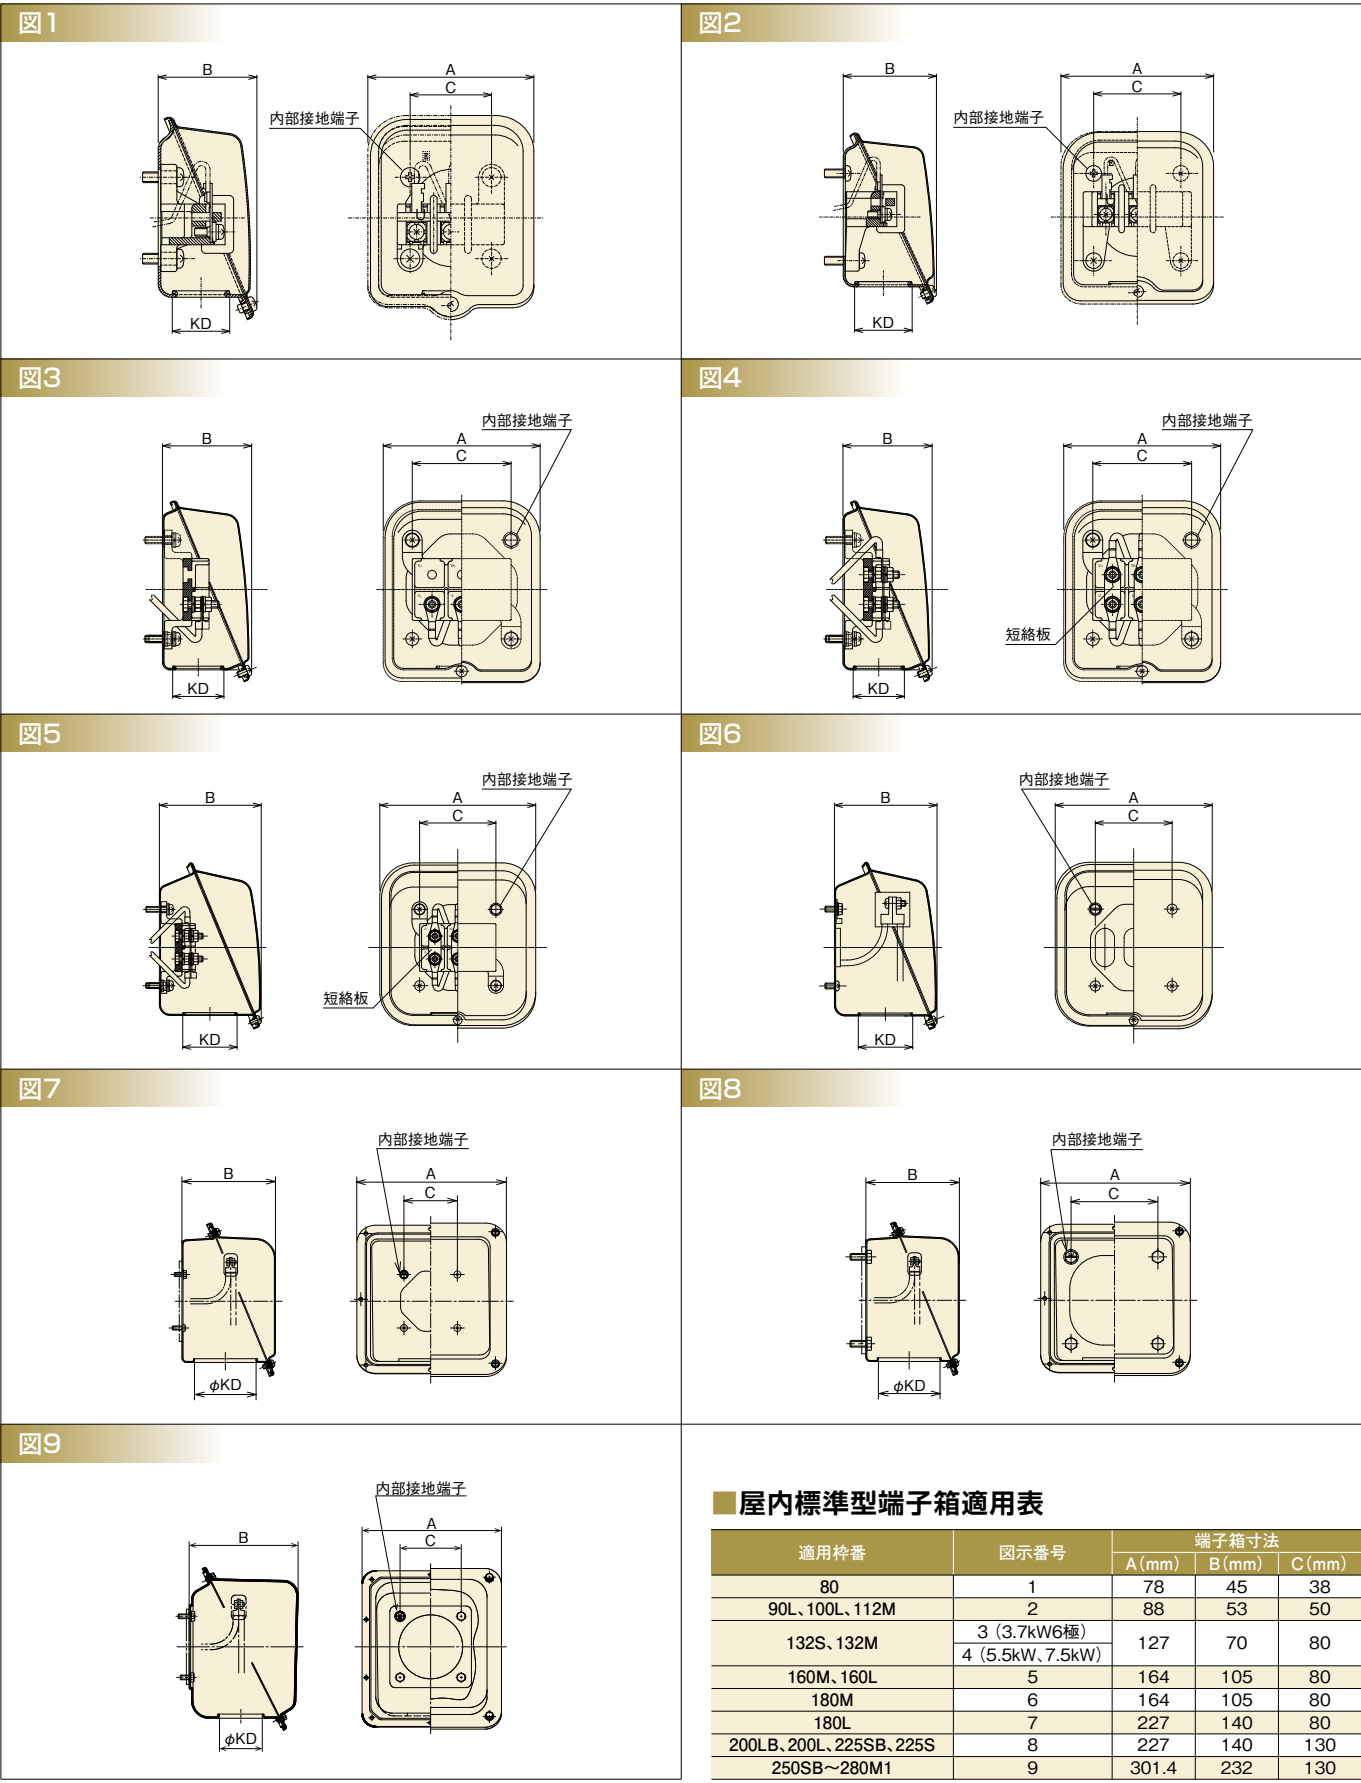 図1
B
A
C
内部接地端子
KD
図2
B
A
C
内部接地端子
KD
図3
内部接地端子
B
A
C
KD
図4
内部接地端子
B
A
C
短絡板
KD
図5
内部接地端子
B
A
C
短絡板
KD
図6
内部接地端子
B
A
C
KD
図7
内部接地端子
B
A
C
φKD
図8
内部接地端子
B
A
C
φKD
図9
内部接地端子
B
A
C
φKD
■屋内標準型端子箱適用表
適用枠番 図示番号 端子箱寸法
A(mm) B(mm) C(mm)
80 1 78 45 38
90L、100L、112M 2 88 53 50
132S、132M 3(3.7kW6極) 127 70 80
4(5.5kW、7.5kW)
160M、160L 5 164 105 80
180M 6 164 105 80
180L 7 227 140 80
200LB、200L、225SB、225S 8 227 140 130
250SB〜280M1 9 301.4 232 130